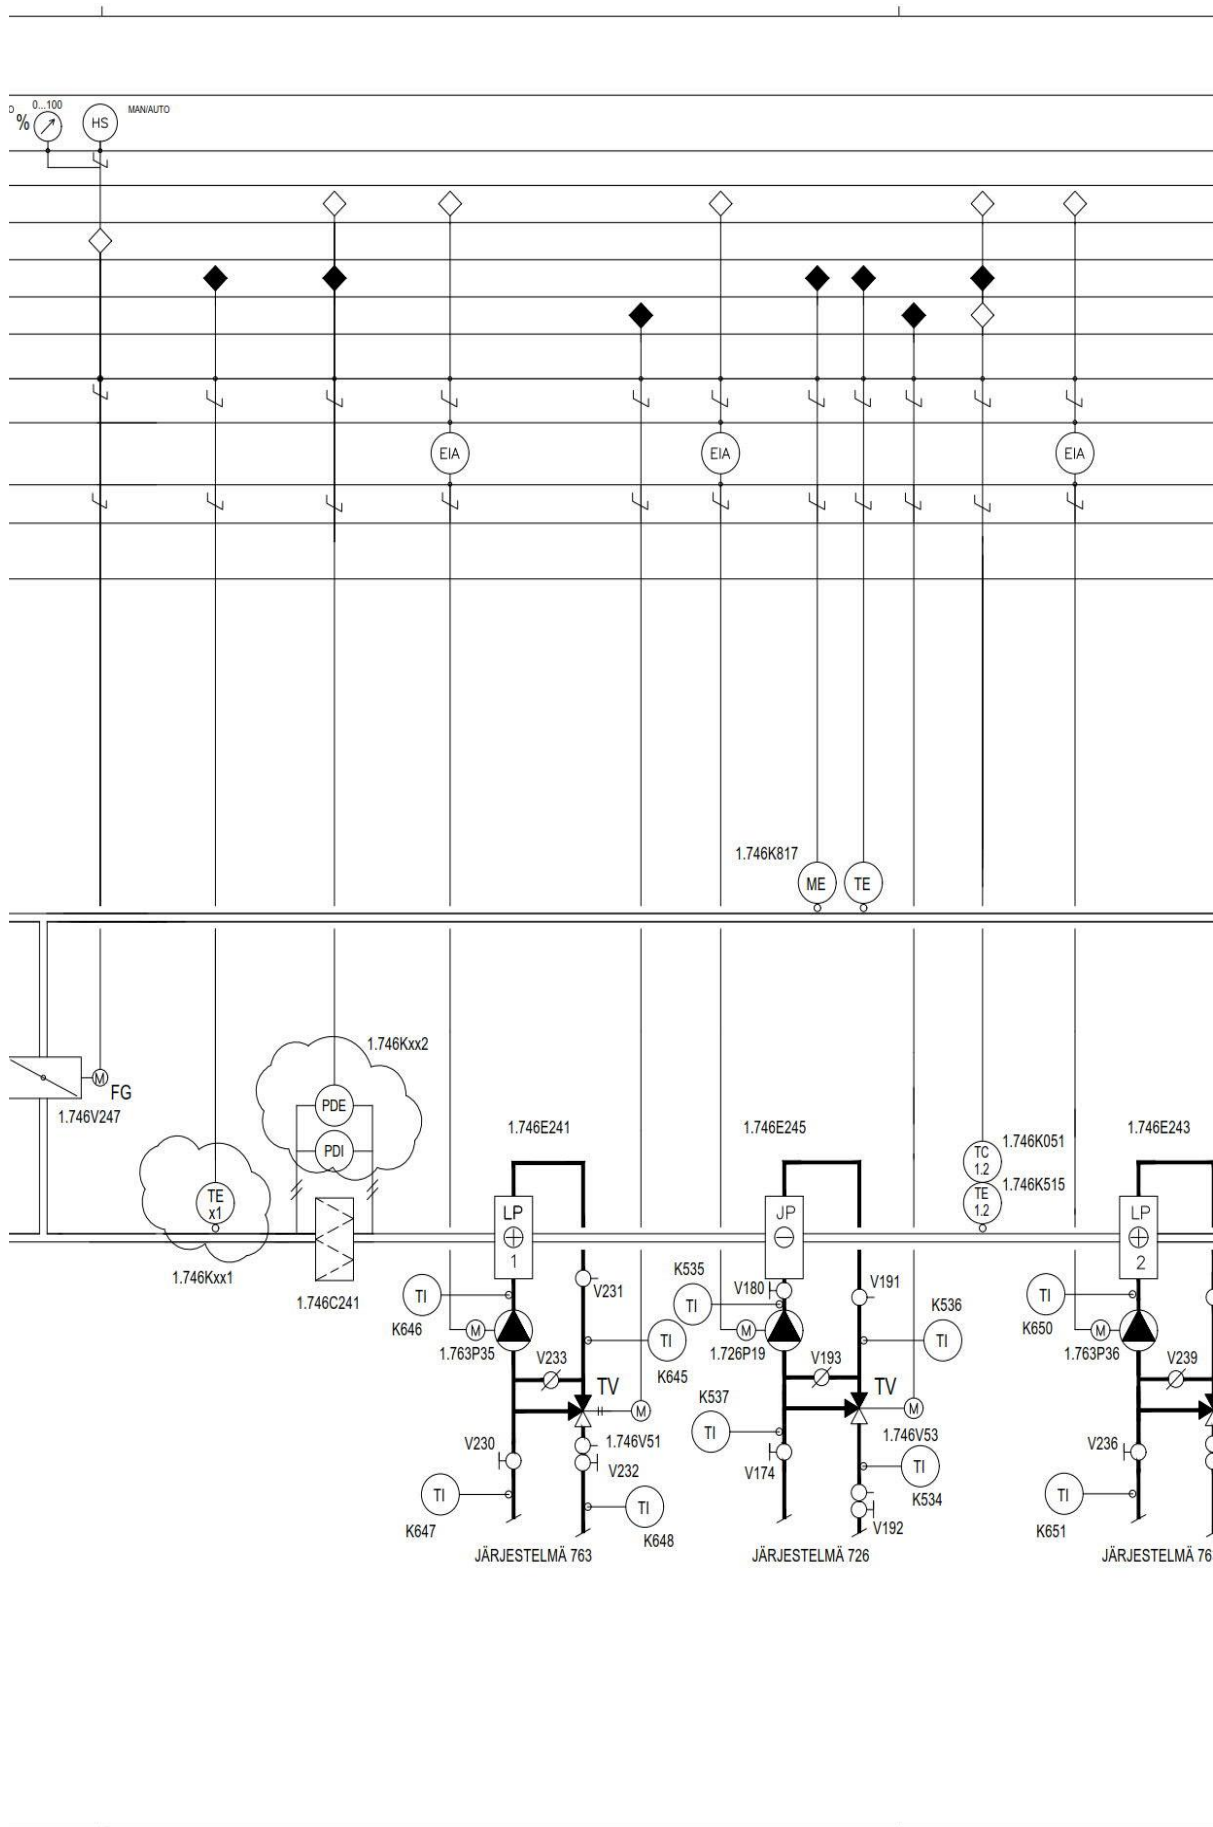 0...100
MAN/AUTO
%
HS
EIA
EIA
EIA
1.746K817
ME
TE
1.746Kxx2
M
FG
1.746V247
PDE
PDI
1.746E241
1.746E245
1.746E243
TC
1.2
1.746K051
TE
1.2
1.746K515
TE
x1
1.746Kxx1
1.746C241
LP
1
JP
LP
2
TI
K646
V231
K535
TI
V180
V191
K536
TI
TI
K650
M
1.763P35
TI
K645
M
1.726P19
M
1.763P36
V233
V193
V239
TV
M
1.746V51
K537
TI
TV
M
1.746V53
V230
V232
V174
TI
K534
V236
TI
K647
TI
K648
V192
TI
K651
JÄRJESTELMÄ 763
JÄRJESTELMÄ 726
JÄRJESTELMÄ 76